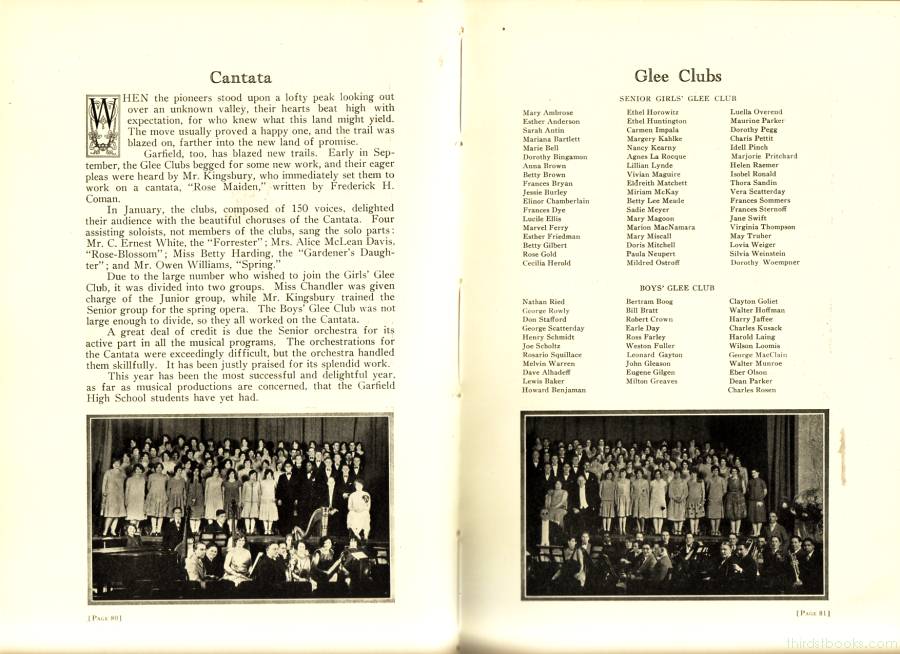 Cantata
WHEN the pioneers stood upon a lofty peak looking out
over an unknown valley, their hearts beat high with
expectation, for who knew what this land might yield.
The move usually proved a happy one, and the trail was
blazed on, farther into the new land of promise.
Garfield, too, has blazed new trails. Early in Sep-
tember, the Glee Clubs begged for some new work, and their eager
pleas were heard by Mr. Kingsbury, who immediately set them to
work on a cantata, "Rose Maiden," written by Frederick H.
Coman.
In January, the clubs, composed of 150 voices, delighted
their audience with the beautiful choruses of the Cantata. Four
assisting soloists, not members of the clubs, sang the solo parts:
Mr. C. Ernest White, the "Forrester"; Mrs. Alice McLean Davis,
"Rose-Blossom"; Miss Betty Harding, the "Gardener's Daugh-
ter"; and Mr. Owen Williams, "Spring."
Due to the large number who wished to join the Girls' Glee
Club, it was divided into two groups. Miss Chandler was given
charge of the Junior group, while Mr. Kingsbury trained the
Senior group for the spring opera. The Boys' Glee Club was not
large enough to divide, so they all worked on the Cantata.
A great deal of credit is due the Senior orchestra for its
active part in all the musical programs. The orchestrations for
the Cantata were exceedingly difficult, but the orchestra handled
them skillfully. It has been justly praised for its splendid work.
This year has been the most successful and delightful year,
as far as musical productions are concerned, that the Garfield
High School students have yet had.
[PAGE 80]
Glee Clubs
SENIOR GIRLS' GLEE CLUB
Mary Ambrose
Esther Anderson
Sarah Antin
Mariana Bartlett
Marie Bell
Dorothy Bingamon
Anna Brown
Betty Brown
Frances Bryan
Jessie Burley
Elinor Chamberlain
Frances Dye
Lucile Ellis
Marvel Ferry
Esther Friedman
Betty Gilbert
Rose Gold
Cecilia Herold
Ethel Horowitz
Ethel Huntington
Carmen Impala
Margery Kahlke
Nancy Kearny
Agnes La Rocque
Lillian Lynde
Vivian Maguire
Eldreith Matchett
Miriam McKay
Betty Lee Meade
Sadie Meyer
Mary Magoon
Marion MacNamara
Mary Miscall
Doris Mitchell
Paula Neupert
Mildred Ostroff
Luella Overend
Maurine Parker
Dorothy Pegg
Charis Pettit
Idell Pinch
Marjorie Pritchard
Helen Raemer
Isobel Ronald
Thora Sandin
Vera Scatterday
Frances Sommers
Frances Sternoff
Jane Swift
Virginia Thompson
May Truher
Lovia Weiger
Silvia Weinstein
Dorothy Woempner
BOYS' GLEE CLUB
Nathan Ried
George Rowly
Don Stafford
George Scatterday
Henry Schmidt
Joe Scholtz
Rosario Squillace
Melvin Warren
Dave Alhadeff
Lewis Baker
Howard Benjaman
Bertram Boog
Bill Bratt
Robert Crown
Earle Day
Ross Farley
Weston Fuller
Leonard Gayton
John Gleason
Eugene Gilgen
Milton Greaves
Clayton Goliet
Walter Hoffman
Harry Jaffee
Charles Kusack
Harold Laing
Wilson Loomis
George MacClain
Walter Munroe
Eber Olson
Dean Parker
Charles Rosen
[PAGE 81]
thirdstbooks.com